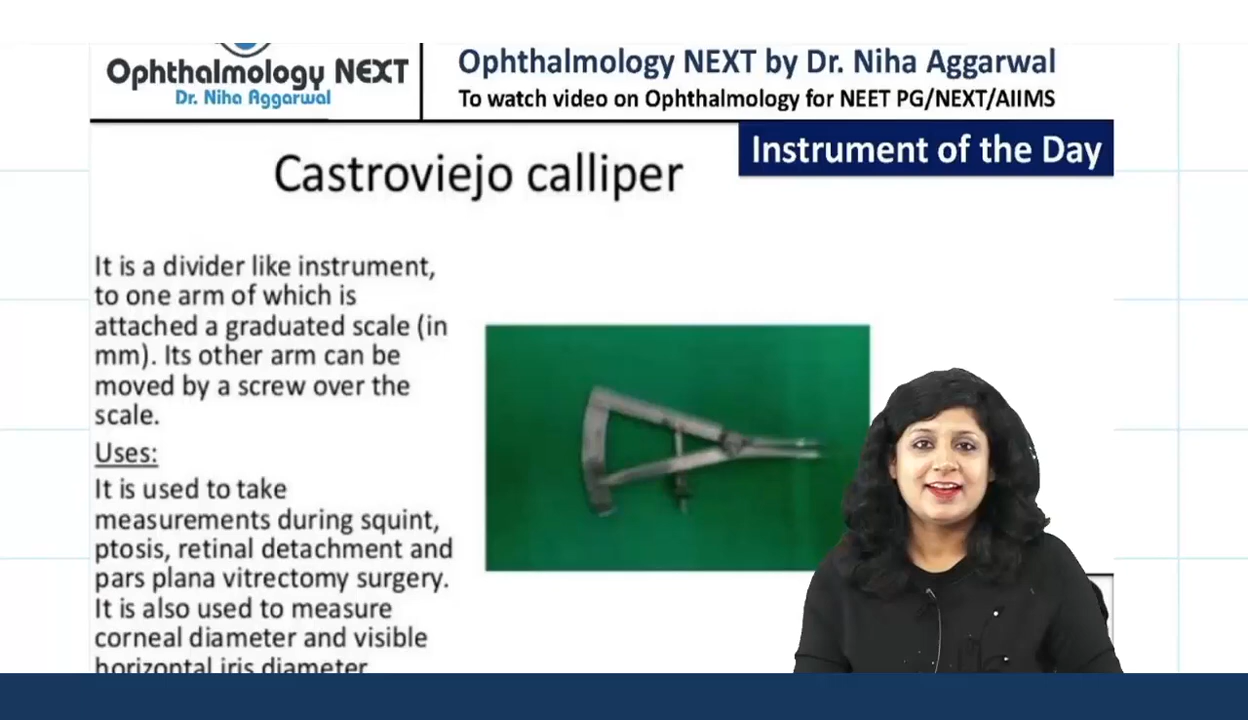 Ophthalmology NEXT
Dr. Niha Aggarwal
Ophthalmology NEXT by Dr. Niha Aggarwal
To watch video on Ophthalmology for NEET PG/NEXT/AIIMS
Instrument of the Day
Castroviejo calliper
It is a divider like instrument,
to one arm of which is
attached a graduated scale (in
mm). Its other arm can be
moved by a screw over the
scale.
Uses:
It is used to take
measurements during squint,
ptosis, retinal detachment and
pars plana vitrectomy surgery.
It is also used to measure
corneal diameter and visible
horizontal iris diameter